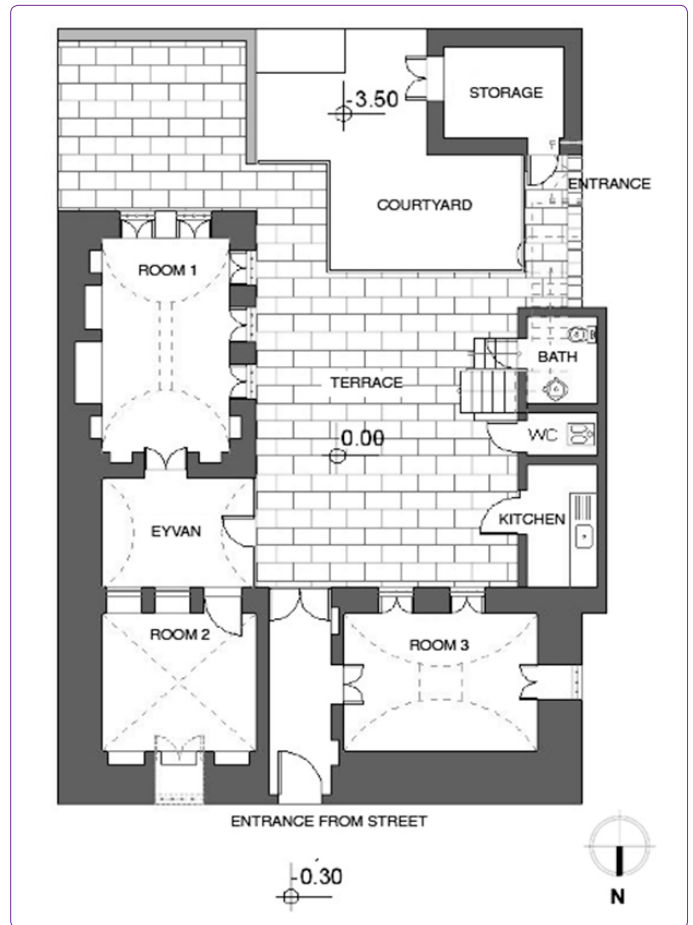 STORAGE
-3.50
ENTRANCE
COURTYARD
ROOM 1
BATH
TERRACE
WC
0.00
KITCHEN
EYVAN
ROOM 2
ROOM 3
ENTRANCE FROM STREET
-0.30
N